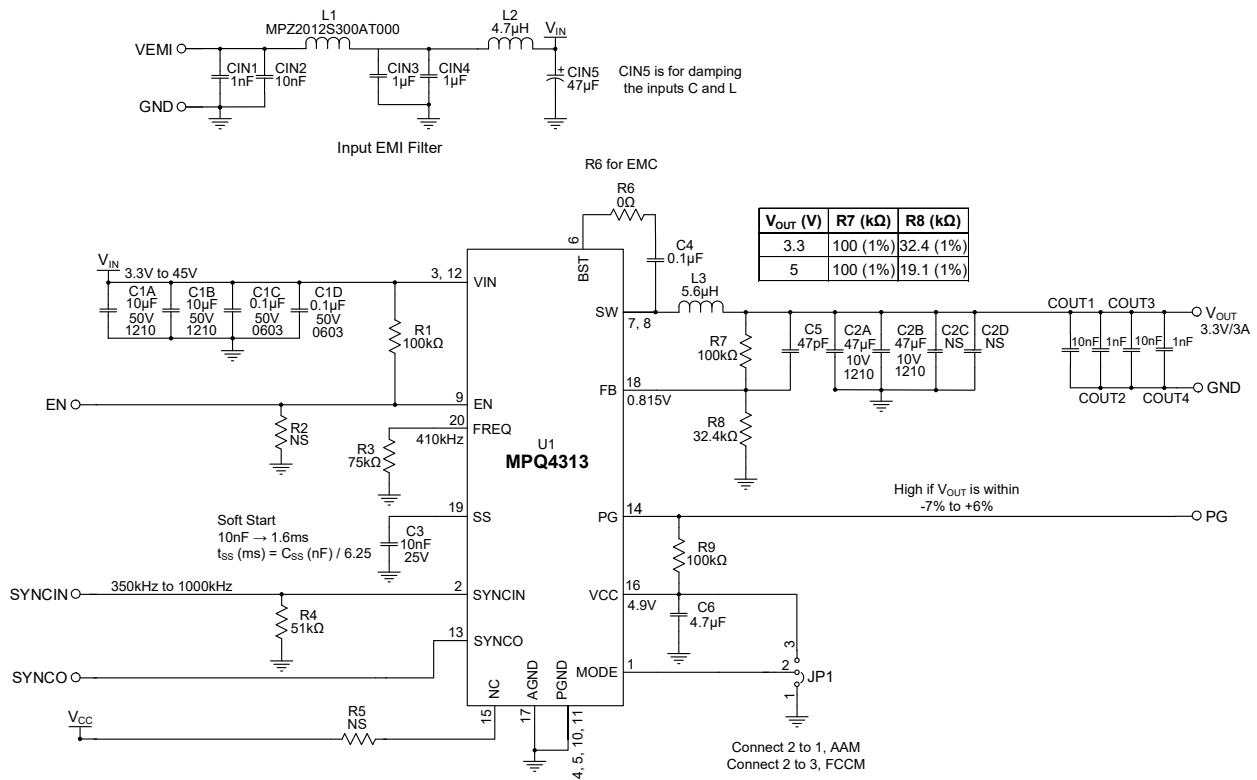 L1
MPZ2012S300AT000
L2
4.7µH
VIN
VEMI
CIN1
1nF
CIN2
10nF
CIN3
1µF
CIN4
1µF
CIN5
47µF
CIN5 is for damping
the inputs C and L
GND
Input EMI Filter
R6 for EMC
R6
0Ω
VOUT (V) R7 (kΩ) R8 (kΩ)
3.3 100 (1%) 32.4 (1%)
5 100 (1%) 19.1 (1%)
6
BST
C4
0.1µF
L3
5.6µH
VIN
3.3V to 45V
3, 12
VIN
C1A
10µF
50V
1210
C1B
10µF
50V
1210
C1C
0.1µF
50V
0603
C1D
0.1µF
50V
0603
R1
100kΩ
SW
7, 8
R7
100kΩ
C5
47pF
C2A
47µF
10V
1210
C2B
47µF
10V
1210
C2C
NS
C2D
NS
COUT1
COUT3
10nF
1nF
10nF
1nF
COUT2
COUT4
VOUT
3.3V/3A
GND
EN
9
EN
R2
NS
20
FREQ
410kHz
R3
75kΩ
18
FB
0.815V
R8
32.4kΩ
U1
MPQ4313
19
SS
Soft Start
10nF → 1.6ms
tSS (ms) = CSS (nF) / 6.25
C3
10nF
25V
High if VOUT is within
-7% to +6%
14
PG
PG
R9
100kΩ
SYNCIN
350kHz to 1000kHz
2
SYNCIN
R4
51kΩ
16
VCC
4.9V
C6
4.7µF
13
SYNCO
SYNCO
1
MODE
3
2
1
JP1
NC
AGND
PGND
15
17
4, 5, 10, 11
VCC
R5
NS
Connect 2 to 1, AAM
Connect 2 to 3, FCCM